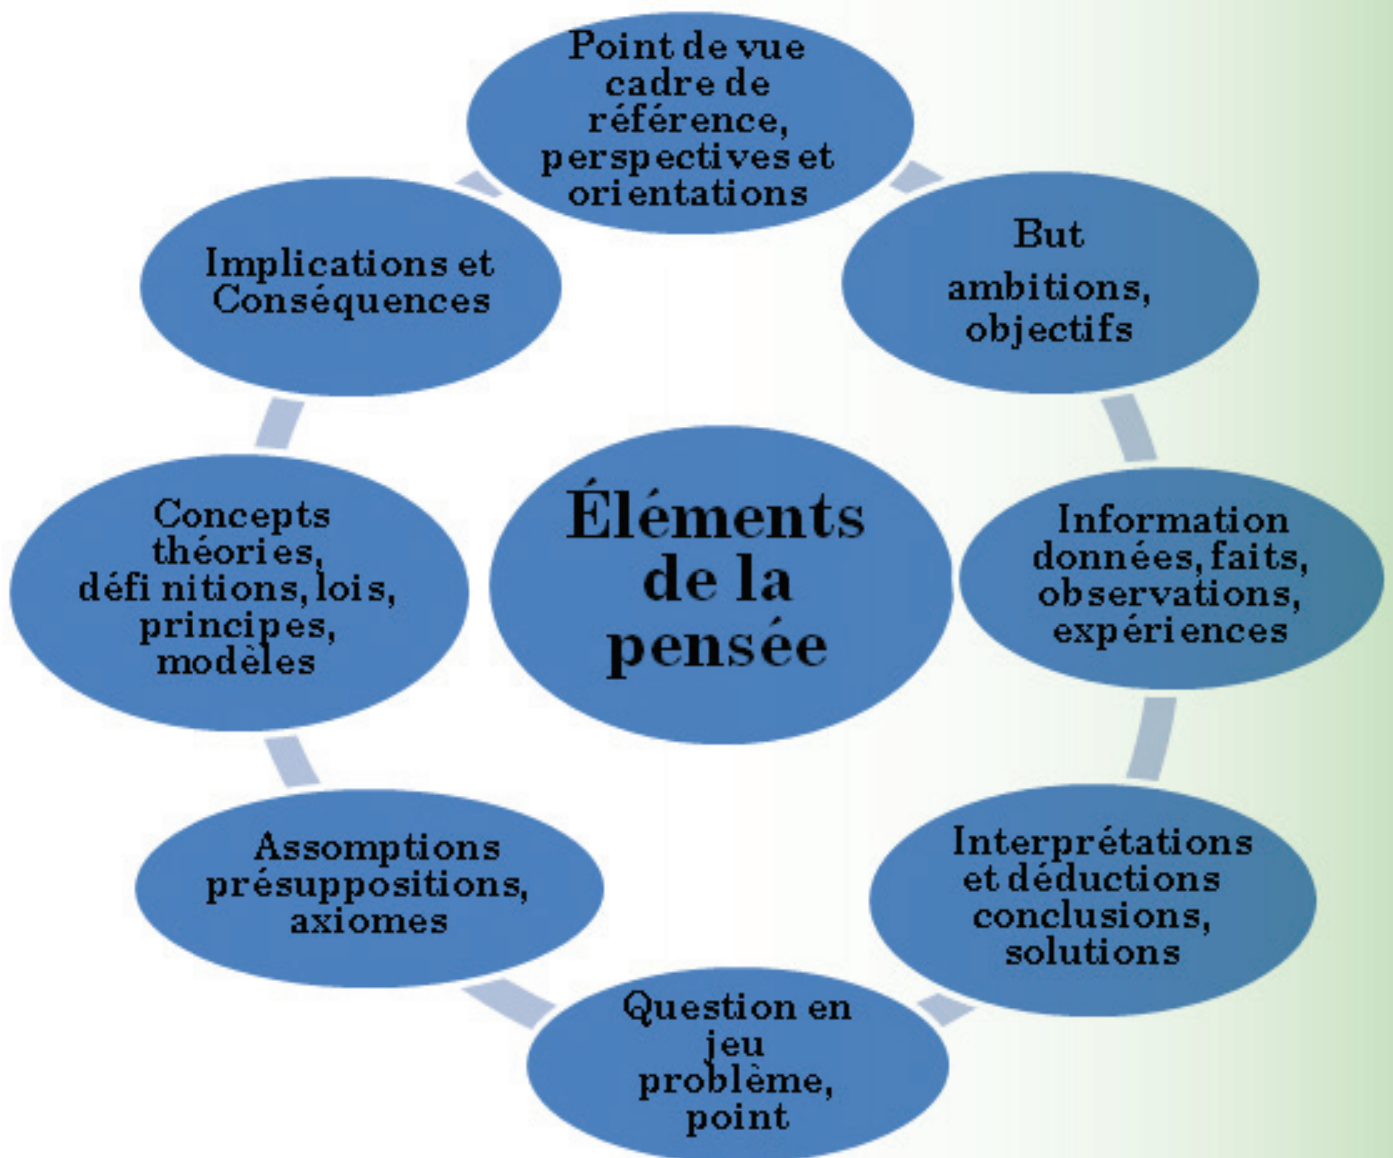 Point de vue
cadre de
référence,
perspectives et
orientations
But
ambitions,
objectifs
Information
données, faits,
observations,
expériences
Interprétations
et déductions
conclusions,
solutions
Question en
jeu
problème,
point
Assomptions
présuppositions,
axiomes
Concepts
théories,
défi nitions, lois,
principes,
modèles
Implications et
Conséquences
Éléments
de la
pensée